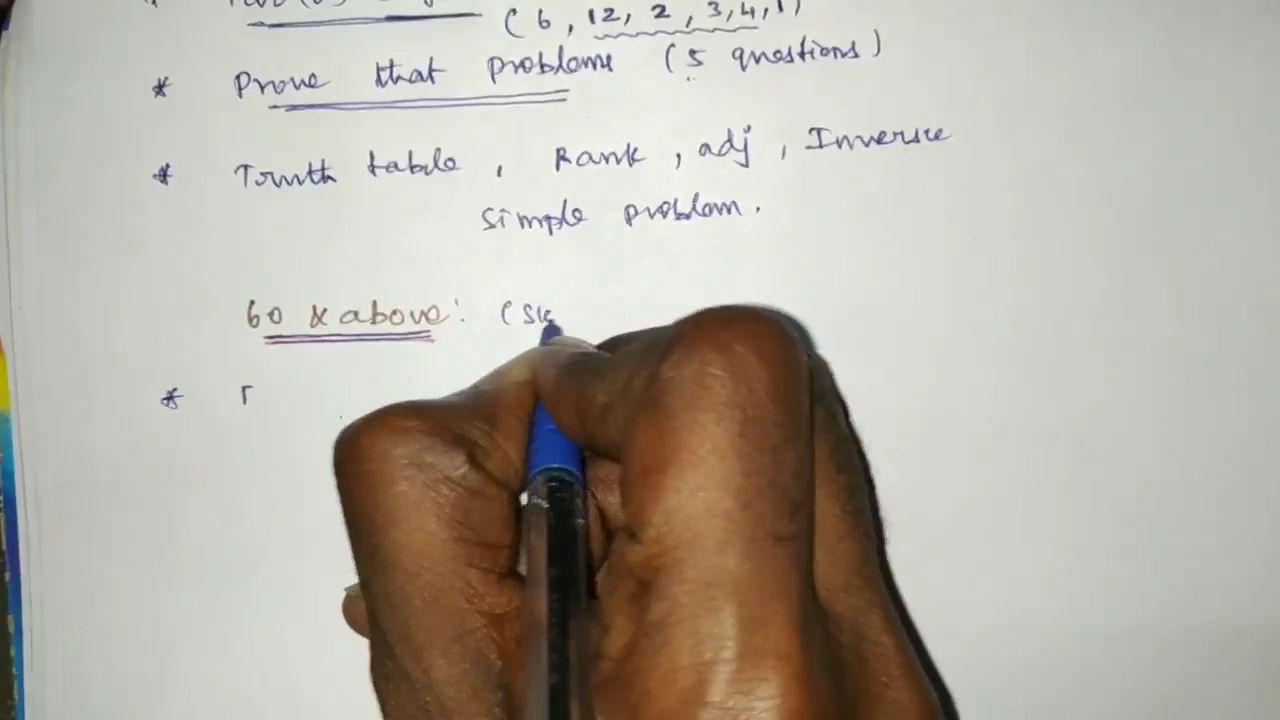 ( 6 , 12, 2 , 3,4,1)
* Prove that problems (5 questions)
* Truth table , Rank , adj , Inverse
simple problem.
60 & above : (
*